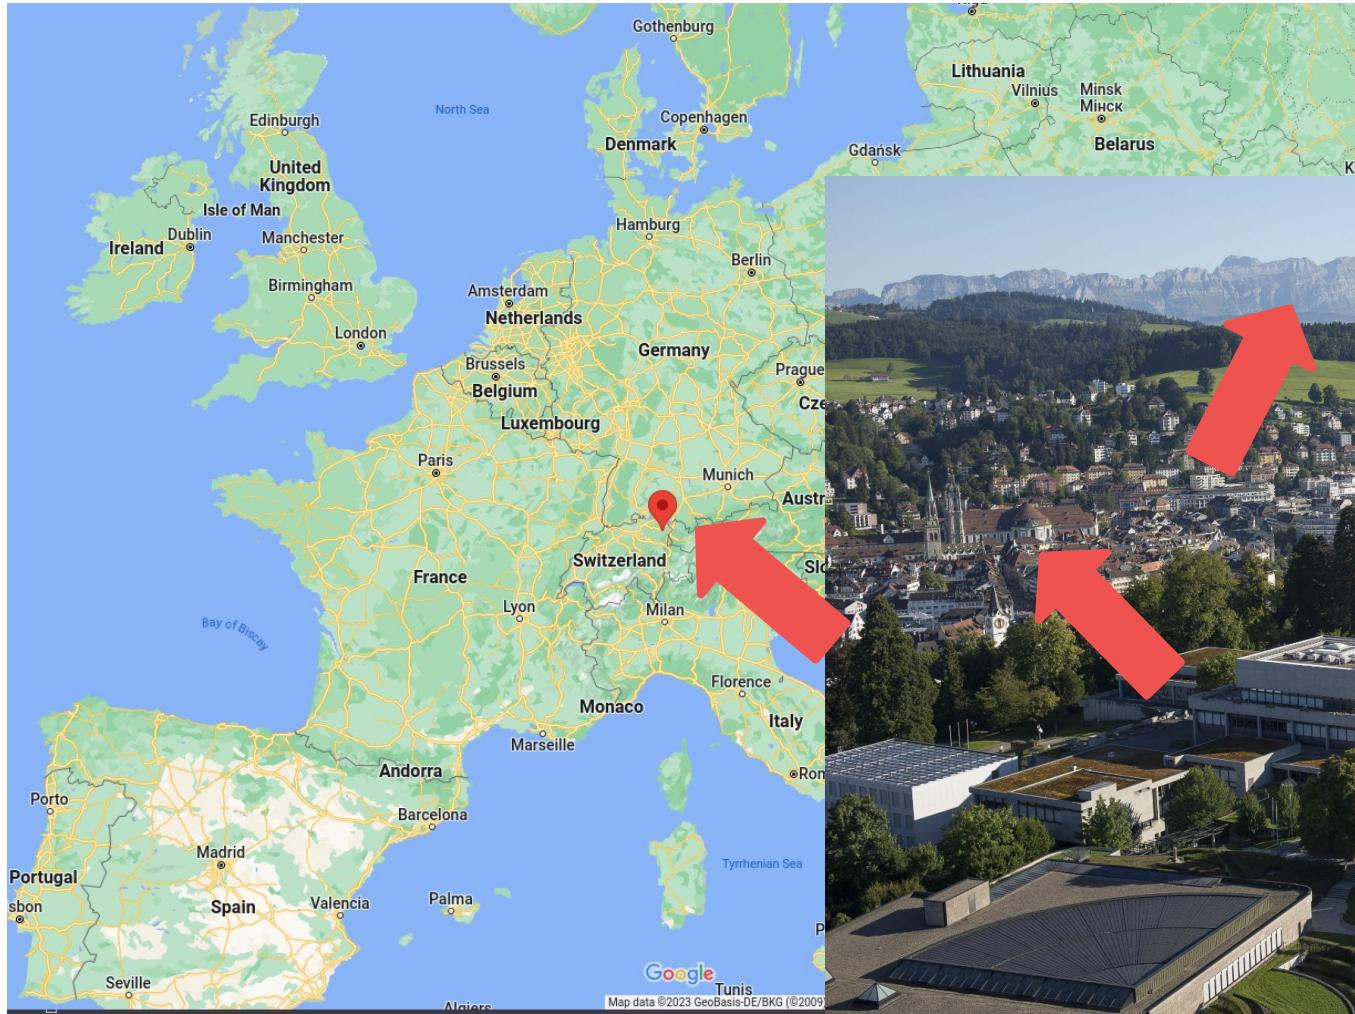 Gothenburg
Lithuania
Vilnius
Minsk
Мінск
North Sea
Edinburgh
Copenhagen
Denmark
Gdańsk
Belarus
United
Kingdom
Isle of Man
Dublin
Ireland
Manchester
Hamburg
Berlin
Birmingham
Amsterdam
Netherlands
London
Germany
Brussels
Belgium
Prague
Cze
Luxembourg
Paris
Munich
Austr
Switzerland
France
Slo
Lyon
Milan
Bay of Biscay
Florence
Monaco
Italy
Marseille
Andorra
Rom
Porto
Barcelona
Madrid
Tyrrhenian Sea
Portugal
sbon
Spain
Valencia
Palma
P
Google
Seville
Tunis
Map data ©2023 GeoBasis-DE/BKG (©2009)